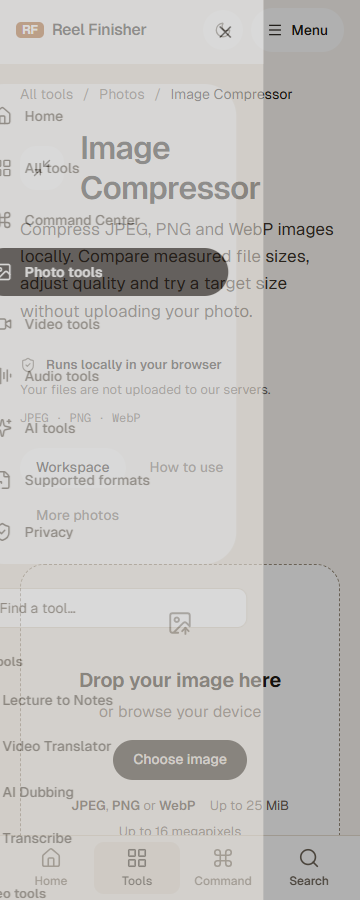 RF Reel Finisher
Menu
All tools / Photos / Image Compressor
Home
All tools
Image
Compressor
Command Center
Compress JPEG, PNG and WebP images
locally. Compare measured file sizes,
Photo tools
adjust quality and try a target size
without uploading your photo.
Video tools
Runs locally in your browser
Audio tools
Your files are not uploaded to our servers.
JPEG · PNG · WebP
AI tools
Workspace
How to use
Supported formats
More photos
Privacy
Find a tool...
ools
Drop your image here
Lecture to Notes
or browse your device
Video Translator
Choose image
AI Dubbing
JPEG, PNG or WebP Up to 25 MiB
Up to 16 megapixels
Transcribe
Home
Tools
Command
Search
eo tools